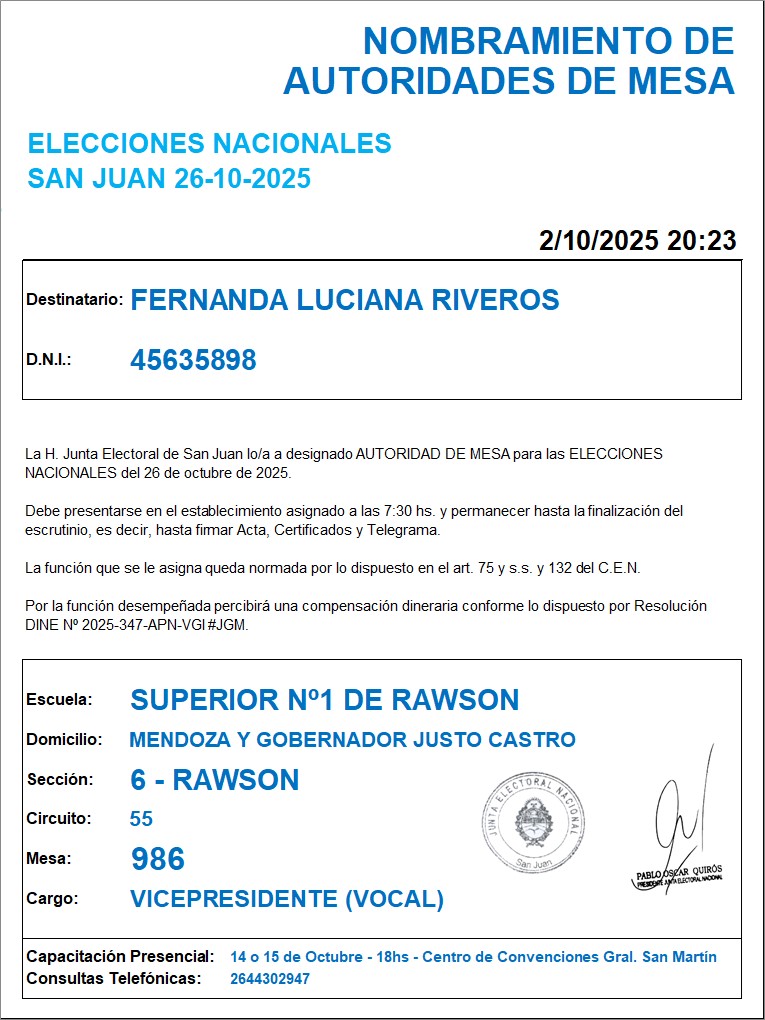 NOMBRAMIENTO DE
AUTORIDADES DE MESA
ELECCIONES NACIONALES
SAN JUAN 26-10-2025
2/10/2025 20:23
Destinatario: FERNANDA LUCIANA RIVEROS
D.N.I.: 45635898
La H. Junta Electoral de San Juan lo/a a designado AUTORIDAD DE MESA para las ELECCIONES
NACIONALES del 26 de octubre de 2025.
Debe presentarse en el establecimiento asignado a las 7:30 hs. y permanecer hasta la finalización del
escrutinio, es decir, hasta firmar Acta, Certificados y Telegrama.
La función que se le asigna queda normada por lo dispuesto en el art. 75 y s.s. y 132 del C.E.N.
Por la función desempeñada percibirá una compensación dineraria conforme lo dispuesto por Resolución
DINE Nº 2025-347-APN-VGI#JGM.
Escuela: SUPERIOR Nº1 DE RAWSON
Domicilio: MENDOZA Y GOBERNADOR JUSTO CASTRO
Sección: 6 - RAWSON
Circuito: 55
Mesa: 986
Cargo: VICEPRESIDENTE (VOCAL)
JUNTA ELECTORAL NACIONAL
San Juan
PABLO OSCAR QUIRÓS
PRESIDENTE JUNTA ELECTORAL NACIONAL
Capacitación Presencial: 14 o 15 de Octubre - 18hs - Centro de Convenciones Gral. San Martín
Consultas Telefónicas: 2644302947